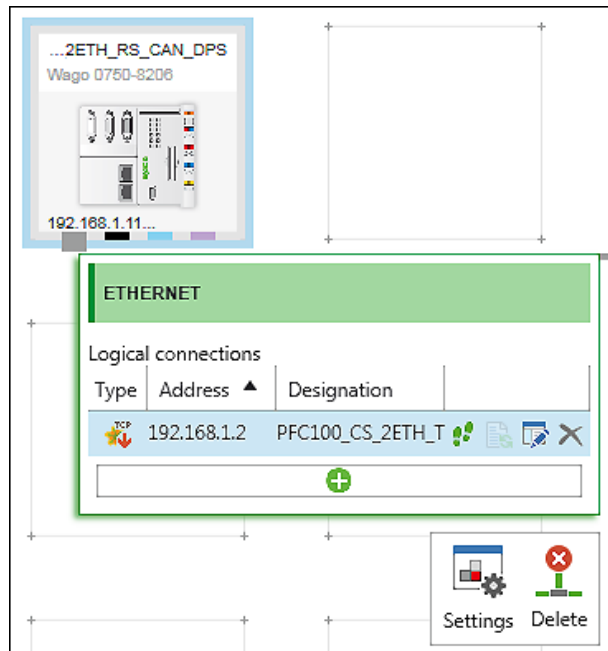 ...2ETH_RS_CAN_DPS
Wago 0750-8206
192.168.1.11...
ETHERNET
Logical connections
Type Address Designation
TCP 192.168.1.2 PFC100_CS_2ETH_T
Settings Delete